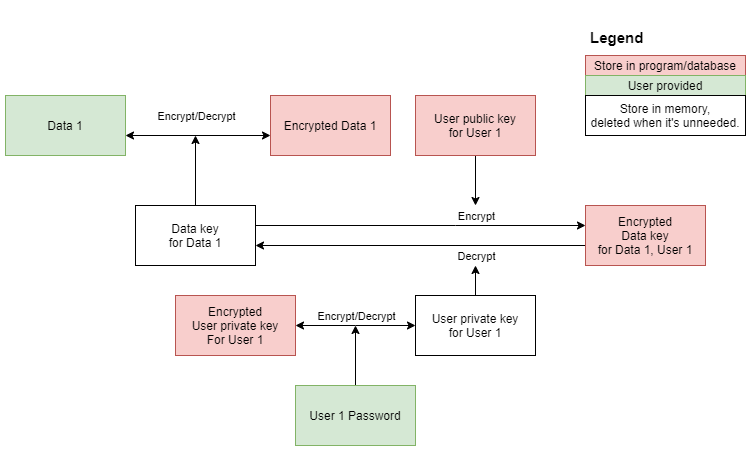 Legend
Store in program/database
User provided
Store in memory,
deleted when it's unneeded.
Data 1
Encrypt/Decrypt
Encrypted Data 1
User public key
for User 1
Data key
for Data 1
Encrypt
Decrypt
Encrypted
Data key
for Data 1, User 1
Encrypted
User private key
For User 1
Encrypt/Decrypt
User private key
for User 1
User 1 Password